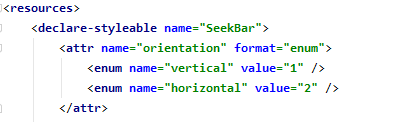 <resources>
<declare-styleable name="SeekBar">
<attr name="orientation" format="enum">
<enum name="vertical" value="1" />
<enum name="horizontal" value="2" />
</attr>